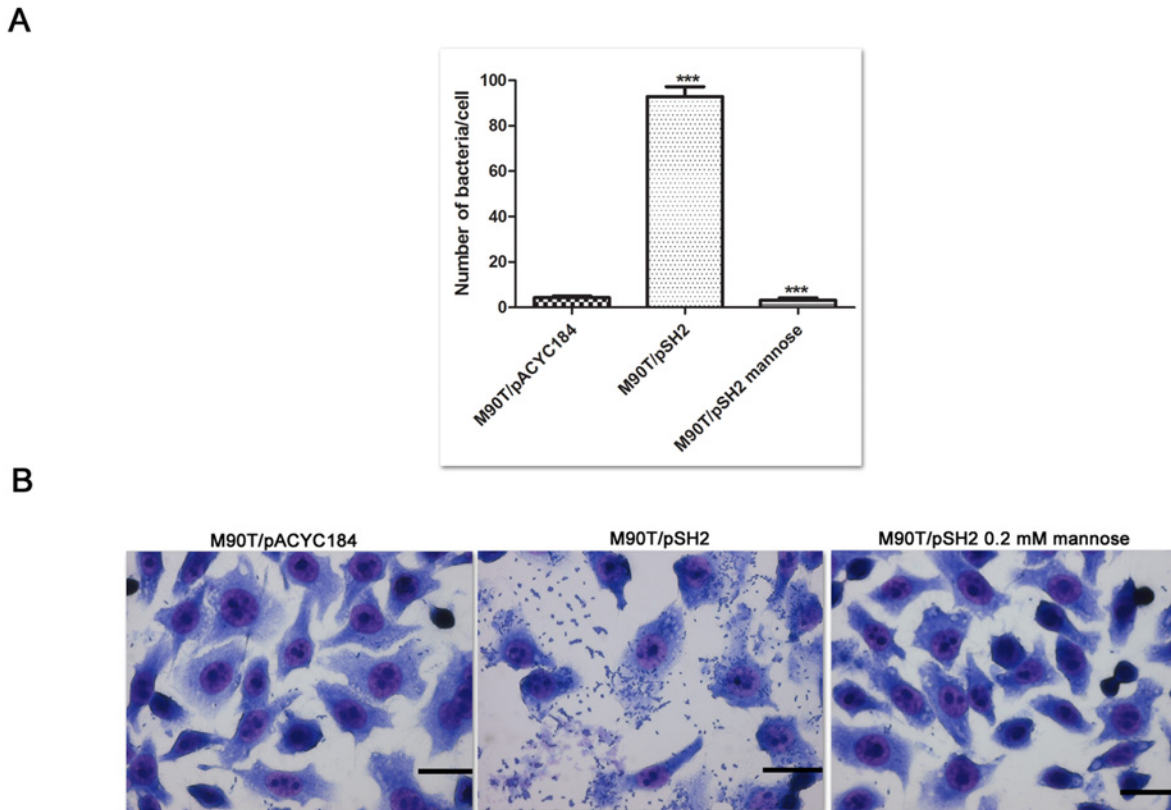 A
Number of bacteria/cell
100
80
60
40
20
0
***
***
M90T/pACYC184
M90T/pSH2
M90T/pSH2 mannose
B
M90T/pACYC184
M90T/pSH2
M90T/pSH2 0.2 mM mannose